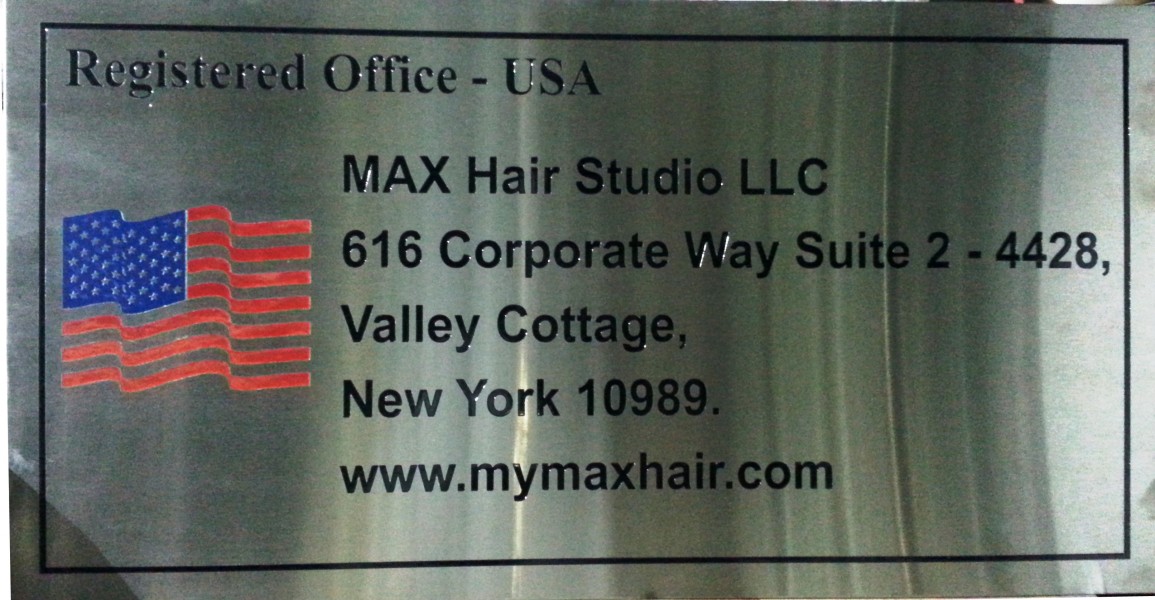 Registered Office - USA
MAX Hair Studio LLC
616 Corporate Way Suite 2 - 4428,
Valley Cottage,
New York 10989.
www.mymaxhair.com